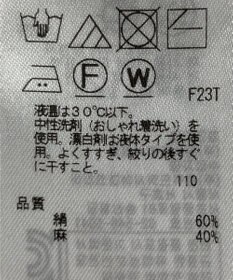 F W
F23T
液温は30℃以下。
中性洗剤（おしゃれ着洗い）を
使用。漂白剤は液体タイプを使
用。よくすすぎ、絞りの後すぐ
に干すこと。
110
品質
絹 60%
麻 40%